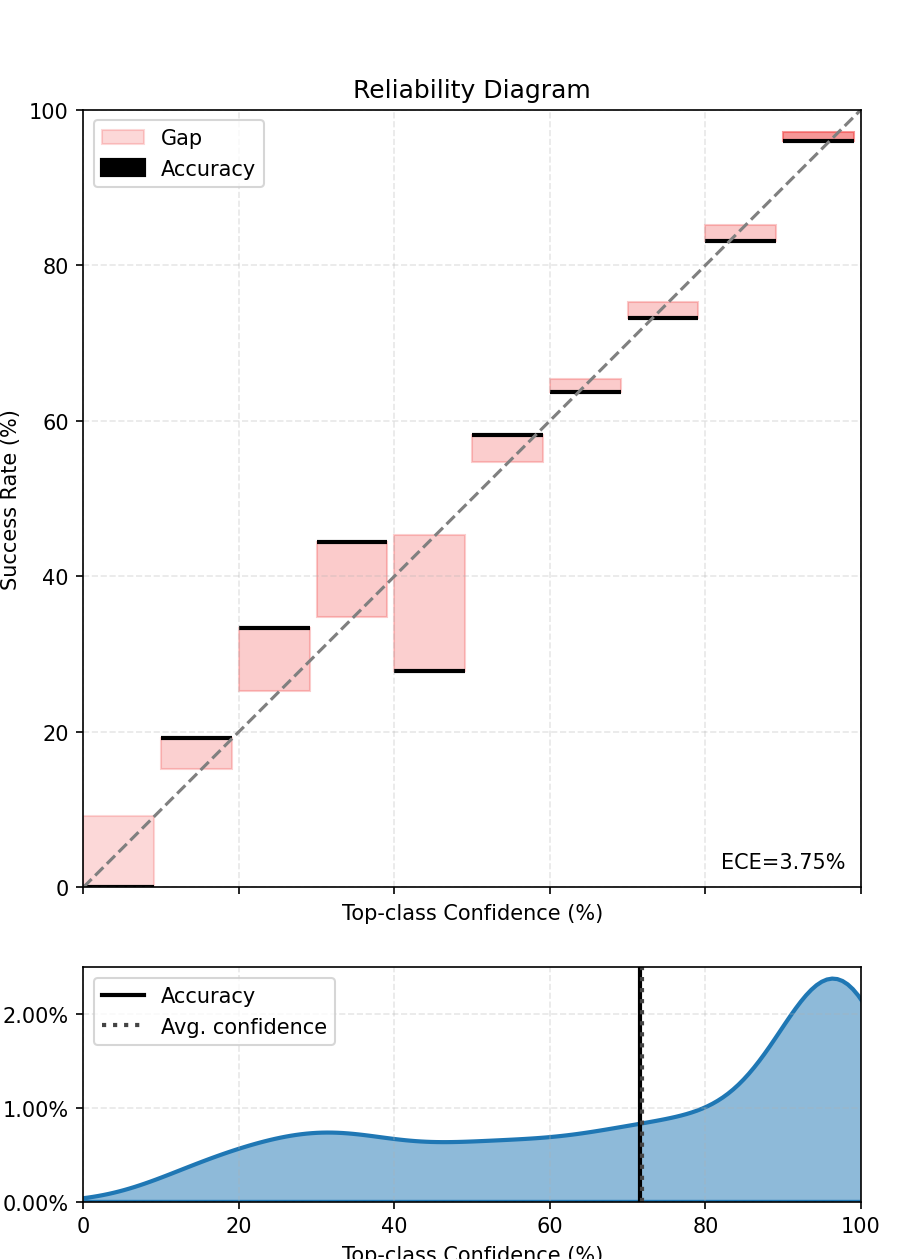 Reliability Diagram
100
80
60
40
20
0
Success Rate (%)
Gap
Accuracy
ECE=3.75%
Top-class Confidence (%)
Accuracy
Avg. confidence
2.00%
1.00%
0.00%
0 20 40 60 80 100
Top-class Confidence (%)